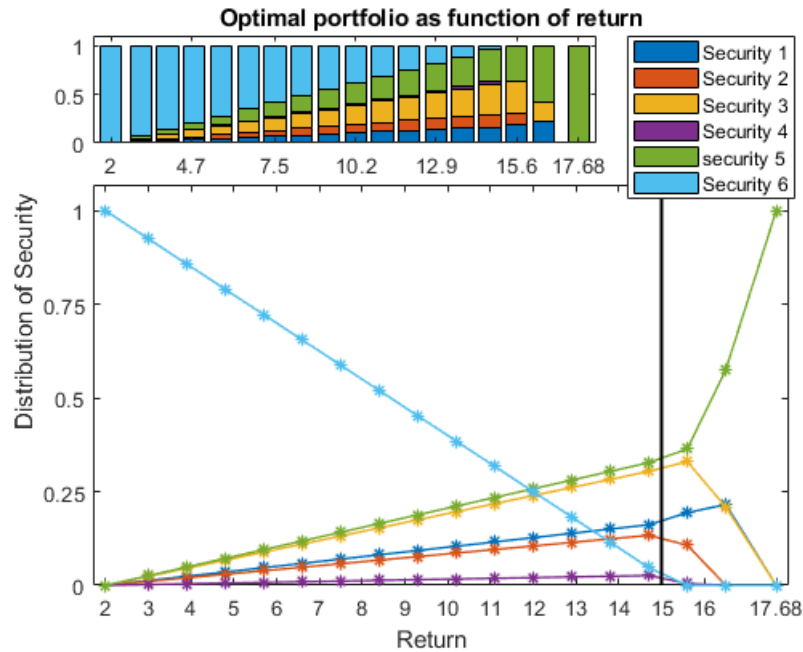 Optimal portfolio as function of return
1
0.5
0
2 4.7 7.5 10.2 12.9 15.6 17.68
Security 1
Security 2
Security 3
Security 4
security 5
Security 6
Distribution of Security
1
0.75
0.5
0.25
0
2 3 4 5 6 7 8 9 10 11 12 13 14 15 16 17.68
Return